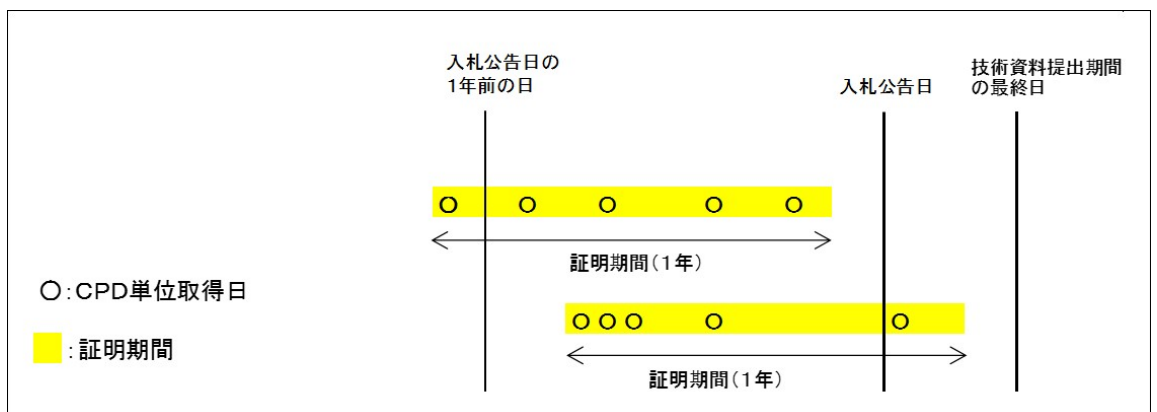 入札公告日の
1年前の日
入札公告日
技術資料提出期間
の最終日
証明期間(1年)
○:CPD単位取得日
:証明期間
証明期間(1年)